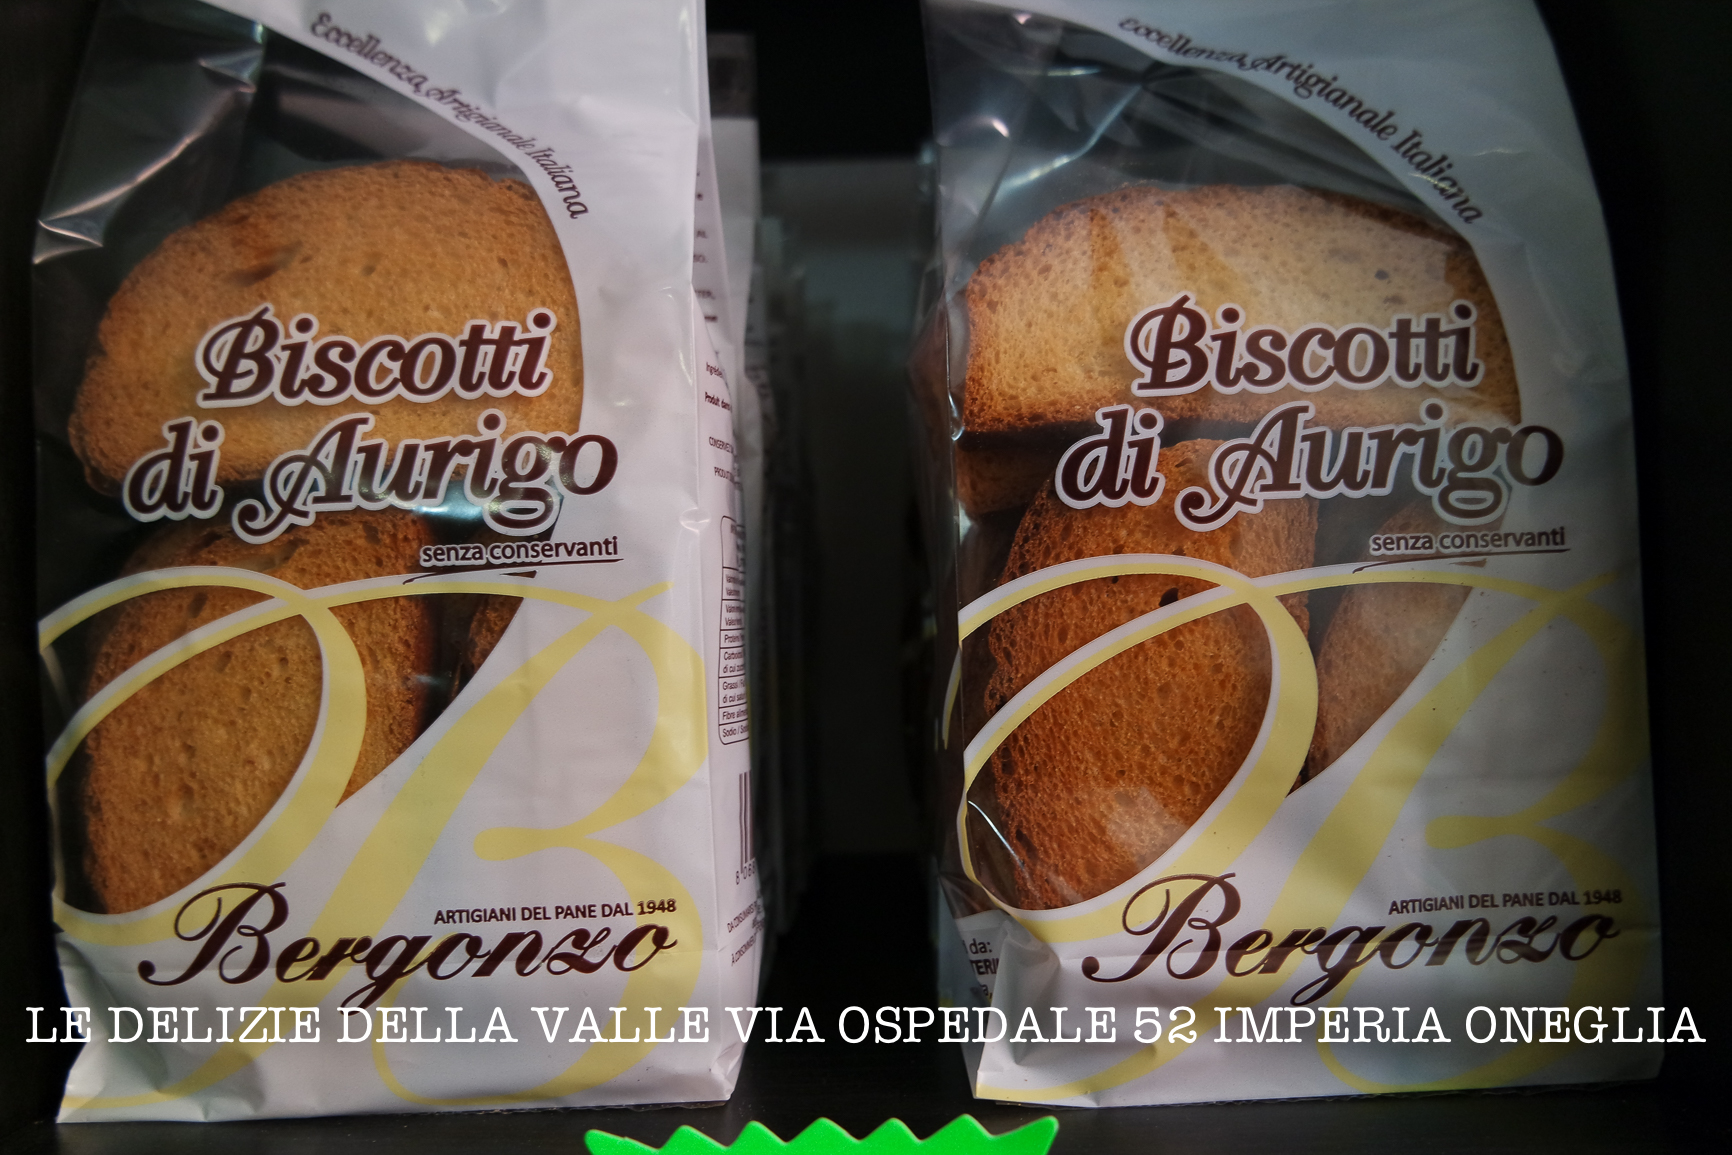 Eccellenza Artigianale Italiana
Biscotti
di Aurigo
senza conservanti
ARTIGIANI DEL PANE DAL 1948
Bergonzo
Eccellenza Artigianale Italiana
Biscotti
di Aurigo
senza conservanti
ARTIGIANI DEL PANE DAL 1948
Bergonzo
da:
LE DELIZIE DELLA VALLE VIA OSPEDALE 52 IMPERIA ONEGLIA